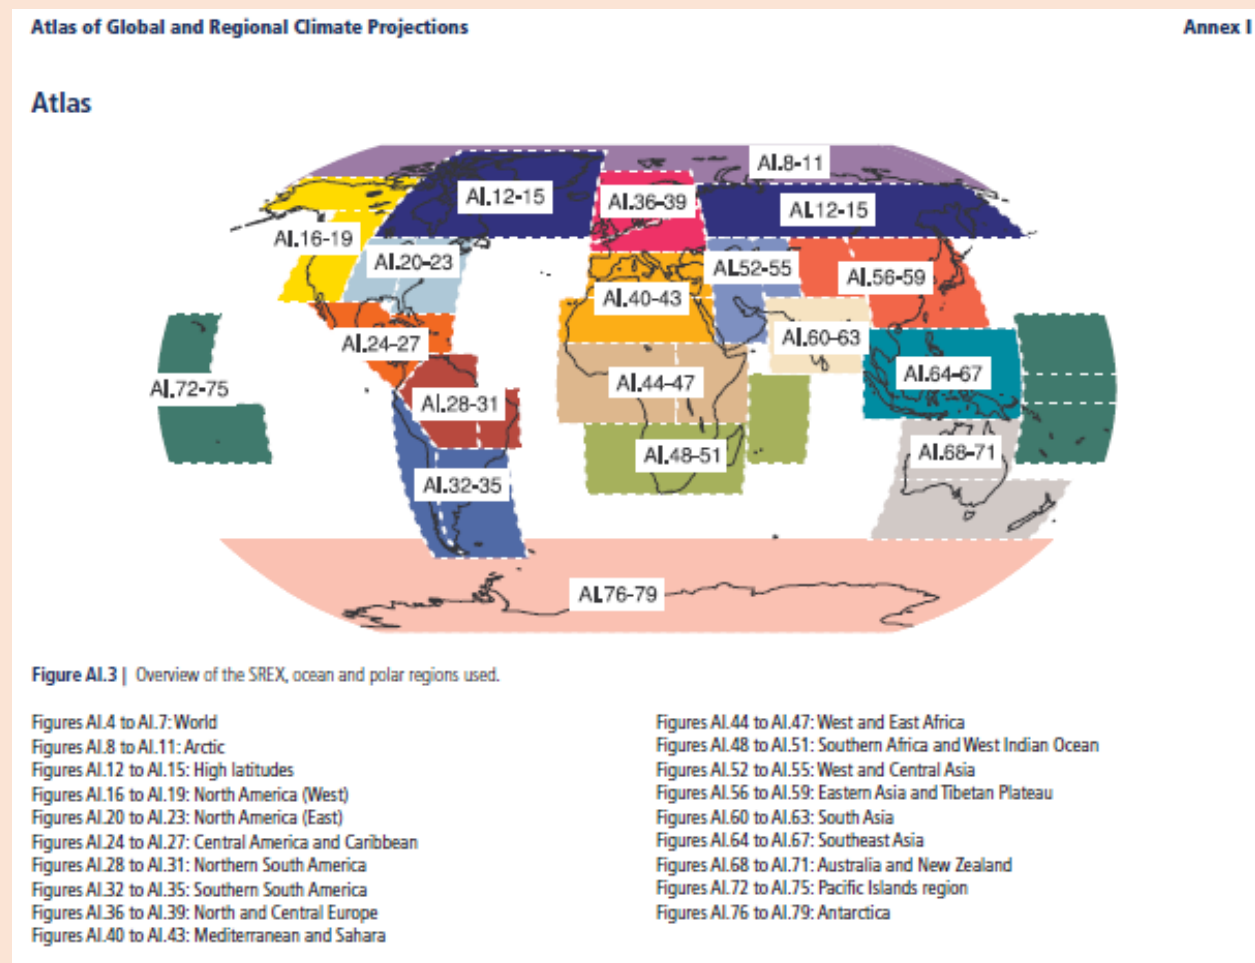 Atlas of Global and Regional Climate Projections
Annex I
Atlas
AI.8-11
AI.12-15
AI.36-39
AI.12-15
AI.16-19
AI.20-23
AI.52-55
AI.56-59
AI.40-43
AI.24-27
AI.60-63
AI.72-75
AI.28-31
AI.44-47
AI.64-67
AI.48-51
AI.68-71
AI.32-35
AI.76-79
Figure AI.3 | Overview of the SREX, ocean and polar regions used.
Figures AI.4 to AI.7: World
Figures AI.8 to AI.11: Arctic
Figures AI.12 to AI.15: High latitudes
Figures AI.16 to AI.19: North America (West)
Figures AI.20 to AI.23: North America (East)
Figures AI.24 to AI.27: Central America and Caribbean
Figures AI.28 to AI.31: Northern South America
Figures AI.32 to AI.35: Southern South America
Figures AI.36 to AI.39: North and Central Europe
Figures AI.40 to AI.43: Mediterranean and Sahara
Figures AI.44 to AI.47: West and East Africa
Figures AI.48 to AI.51: Southern Africa and West Indian Ocean
Figures AI.52 to AI.55: West and Central Asia
Figures AI.56 to AI.59: Eastern Asia and Tibetan Plateau
Figures AI.60 to AI.63: South Asia
Figures AI.64 to AI.67: Southeast Asia
Figures AI.68 to AI.71: Australia and New Zealand
Figures AI.72 to AI.75: Pacific Islands region
Figures AI.76 to AI.79: Antarctica